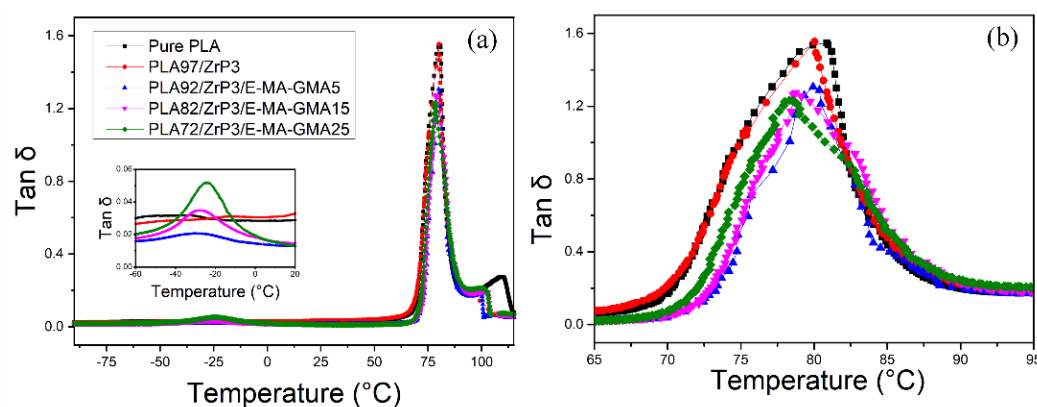 (a)
Pure PLA
PLA97/ZrP3
PLA92/ZrP3/E-MA-GMA5
PLA82/ZrP3/E-MA-GMA15
PLA72/ZrP3/E-MA-GMA25
1.6
1.2
0.8
0.4
0.0
Tan δ
0.06
0.04
0.02
0.00
Tan δ
-60 -40 -20 0 20
Temperature (°C)
-75 -50 -25 0 25 50 75 100
Temperature (°C)
(b)
1.6
1.2
0.8
0.4
0.0
Tan δ
65 70 75 80 85 90 95
Temperature (°C)